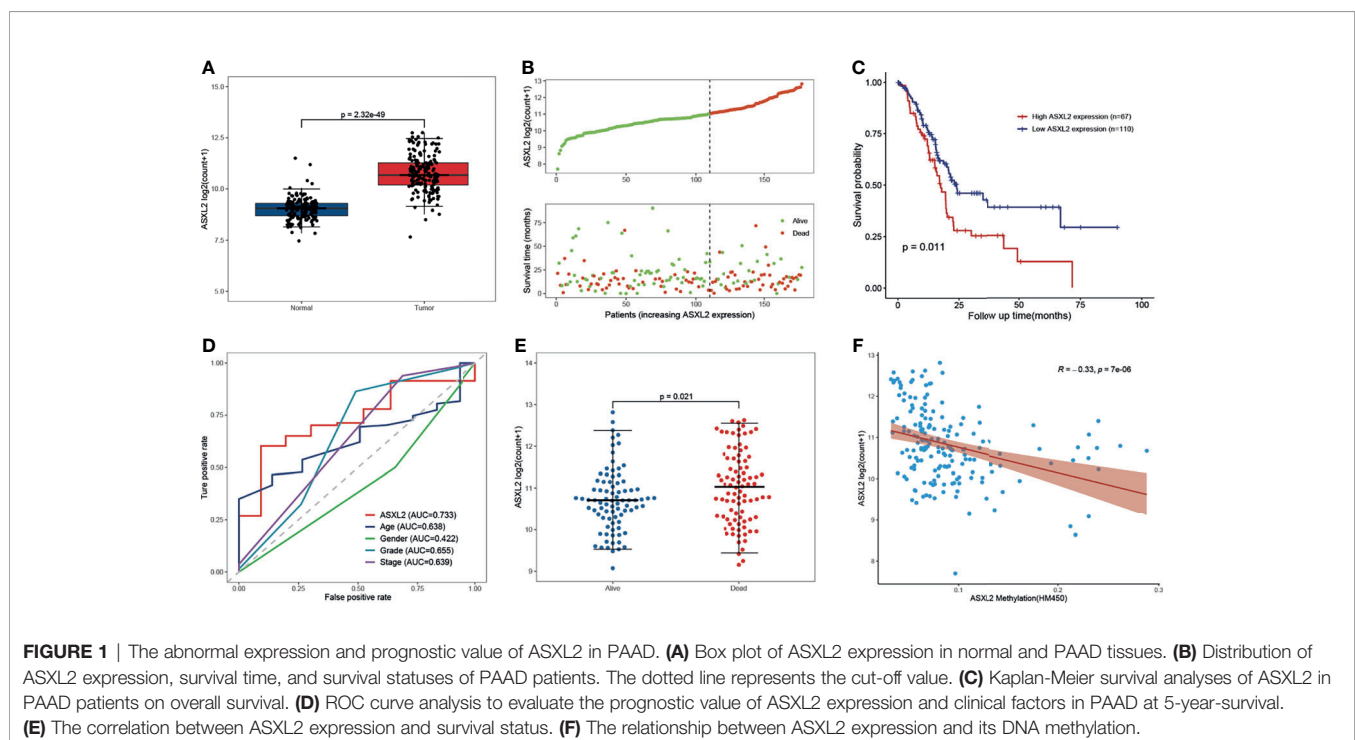 A
15.0
12.5
10.0
7.5
5.0
ASXL2 log2(count+1)
p = 2.32e-49
Normal
Tumor
B
13
12
11
10
9
8
ASXL2 log2(count+1)
0
50
100
150
75
50
25
0
Survival time (months)
Alive
Dead
0
50
100
150
Patients (increasing ASXL2 expression)
C
1.00
0.75
0.50
0.25
0.00
Survival probability
High ASXL2 expression (n=67)
Low ASXL2 expression (n=110)
p = 0.011
0
25
50
75
100
Follow up time(months)
D
1.00
0.75
0.50
0.25
0.00
Ture positive rate
ASXL2 (AUC=0.733)
Age (AUC=0.638)
Gender (AUC=0.422)
Grade (AUC=0.655)
Stage (AUC=0.639)
0.00
0.25
0.50
0.75
1.00
False positive rate
E
14
13
12
11
10
9
ASXL2 log2(count+1)
p = 0.021
Alive
Dead
F
13
12
11
10
9
8
ASXL2 log2(count+1)
R = −0.33, p = 7e-06
0.1
0.2
0.3
ASXL2 Methylation(HM450)
FIGURE 1 | The abnormal expression and prognostic value of ASXL2 in PAAD. (A) Box plot of ASXL2 expression in normal and PAAD tissues. (B) Distribution of
ASXL2 expression, survival time, and survival statuses of PAAD patients. The dotted line represents the cut-off value. (C) Kaplan-Meier survival analyses of ASXL2 in
PAAD patients on overall survival. (D) ROC curve analysis to evaluate the prognostic value of ASXL2 expression and clinical factors in PAAD at 5-year-survival.
(E) The correlation between ASXL2 expression and survival status. (F) The relationship between ASXL2 expression and its DNA methylation.